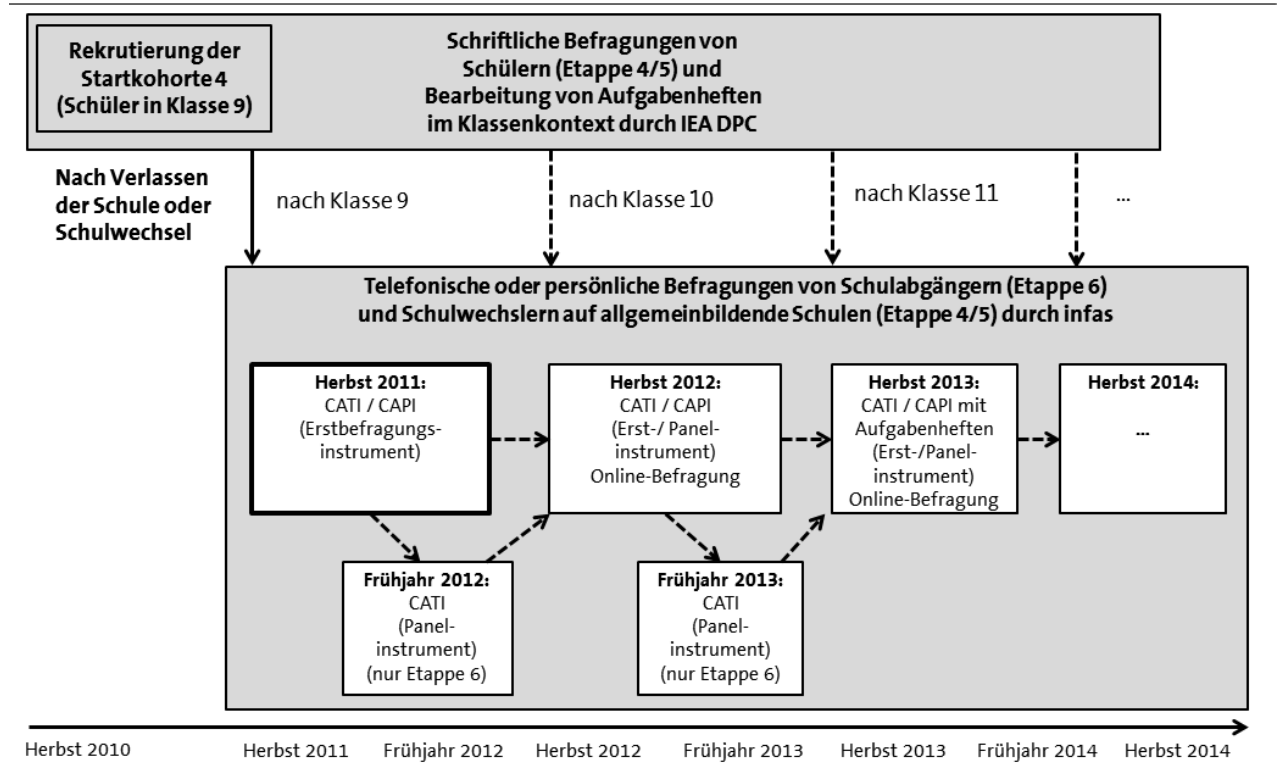 Rekrutierung der
Startkohorte 4
(Schüler in Klasse 9)
Schriftliche Befragungen von
Schülern (Etappe 4/5) und
Bearbeitung von Aufgabenheften
im Klassenkontext durch IEA DPC
Nach Verlassen
der Schule oder
Schulwechsel
nach Klasse 9
nach Klasse 10
nach Klasse 11
...
Telefonische oder persönliche Befragungen von Schulabgängern (Etappe 6)
und Schulwechslern auf allgemeinbildende Schulen (Etappe 4/5) durch infas
Herbst 2011:
CATI / CAPI
(Erstbefragungs-
instrument)
Herbst 2012:
CATI / CAPI
(Erst-/ Panel-
instrument)
Online-Befragung
Herbst 2013:
CATI / CAPI mit
Aufgabenheften
(Erst-/Panel-
instrument)
Online-Befragung
Herbst 2014:
...
Frühjahr 2012:
CATI
(Panel-
instrument)
(nur Etappe 6)
Frühjahr 2013:
CATI
(Panel-
instrument)
(nur Etappe 6)
Herbst 2010
Herbst 2011
Frühjahr 2012
Herbst 2012
Frühjahr 2013
Herbst 2013
Frühjahr 2014
Herbst 2014